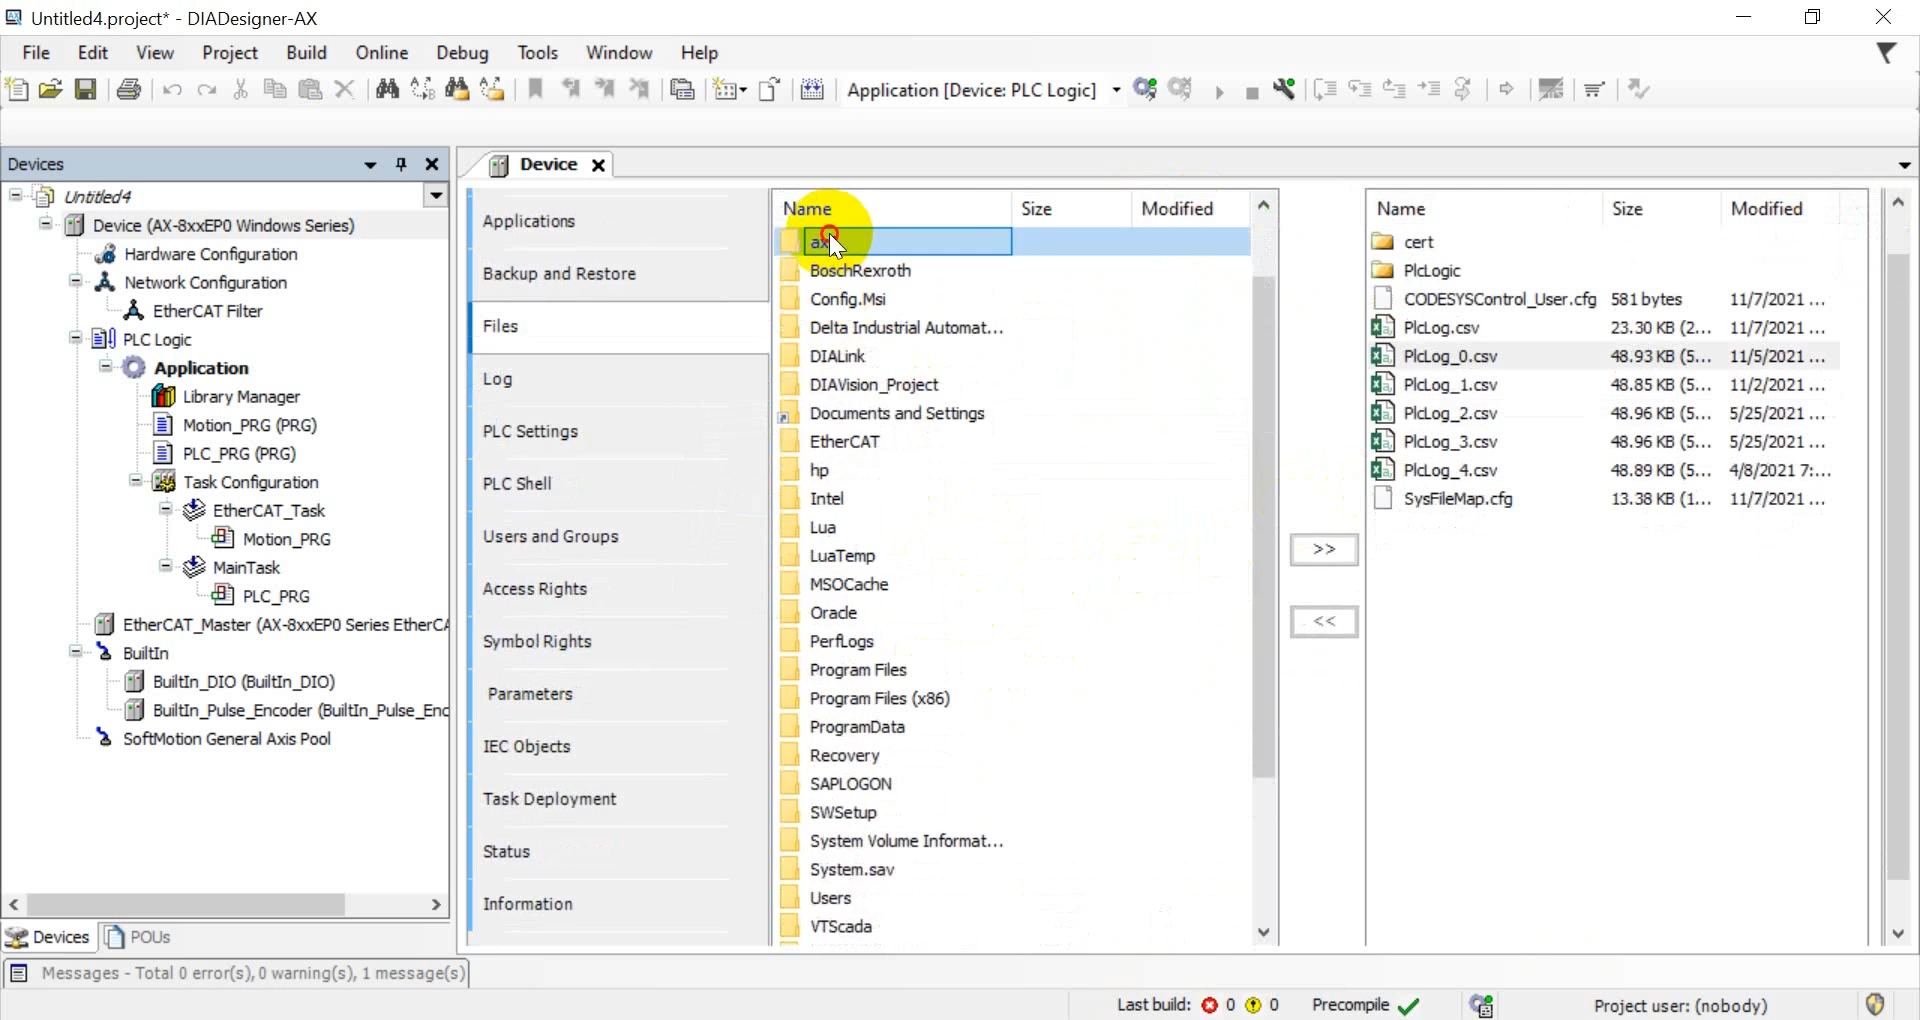 Untitled4.project* - DIADesigner-AX
File Edit View Project Build Online Debug Tools Window Help
Application [Device: PLC Logic]
Devices
Untitled4
Device (AX-8xxEP0 Windows Series)
Hardware Configuration
Network Configuration
EtherCAT Filter
PLC Logic
Application
Library Manager
Motion_PRG (PRG)
PLC_PRG (PRG)
Task Configuration
EtherCAT_Task
Motion_PRG
MainTask
PLC_PRG
EtherCAT_Master (AX-8xxEP0 Series EtherCA
BuiltIn
BuiltIn_DIO (BuiltIn_DIO)
BuiltIn_Pulse_Encoder (BuiltIn_Pulse_Enc
SoftMotion General Axis Pool
Devices POUs
Device
Applications
Backup and Restore
Files
Log
PLC Settings
PLC Shell
Users and Groups
Access Rights
Symbol Rights
Parameters
IEC Objects
Task Deployment
Status
Information
Name Size Modified
ax
BoschRexroth
Config.Msi
Delta Industrial Automat...
DIALink
DIAVision_Project
Documents and Settings
EtherCAT
hp
Intel
Lua
LuaTemp
MSOCache
Oracle
PerfLogs
Program Files
Program Files (x86)
ProgramData
Recovery
SAPLOGON
SWSetup
System Volume Informat...
System.sav
Users
VTScada
>>
<<
Name Size Modified
cert
PlcLogic
CODESYSControl_User.cfg 581 bytes 11/7/2021 ...
PlcLog.csv 23.30 KB (2... 11/7/2021 ...
PlcLog_0.csv 48.93 KB (5... 11/5/2021 ...
PlcLog_1.csv 48.85 KB (5... 11/2/2021 ...
PlcLog_2.csv 48.96 KB (5... 5/25/2021 ...
PlcLog_3.csv 48.96 KB (5... 5/25/2021 ...
PlcLog_4.csv 48.89 KB (5... 4/8/2021 7:...
SysFileMap.cfg 13.38 KB (1... 11/7/2021 ...
Messages - Total 0 error(s), 0 warning(s), 1 message(s)
Last build: 0 0 Precompile Project user: (nobody)